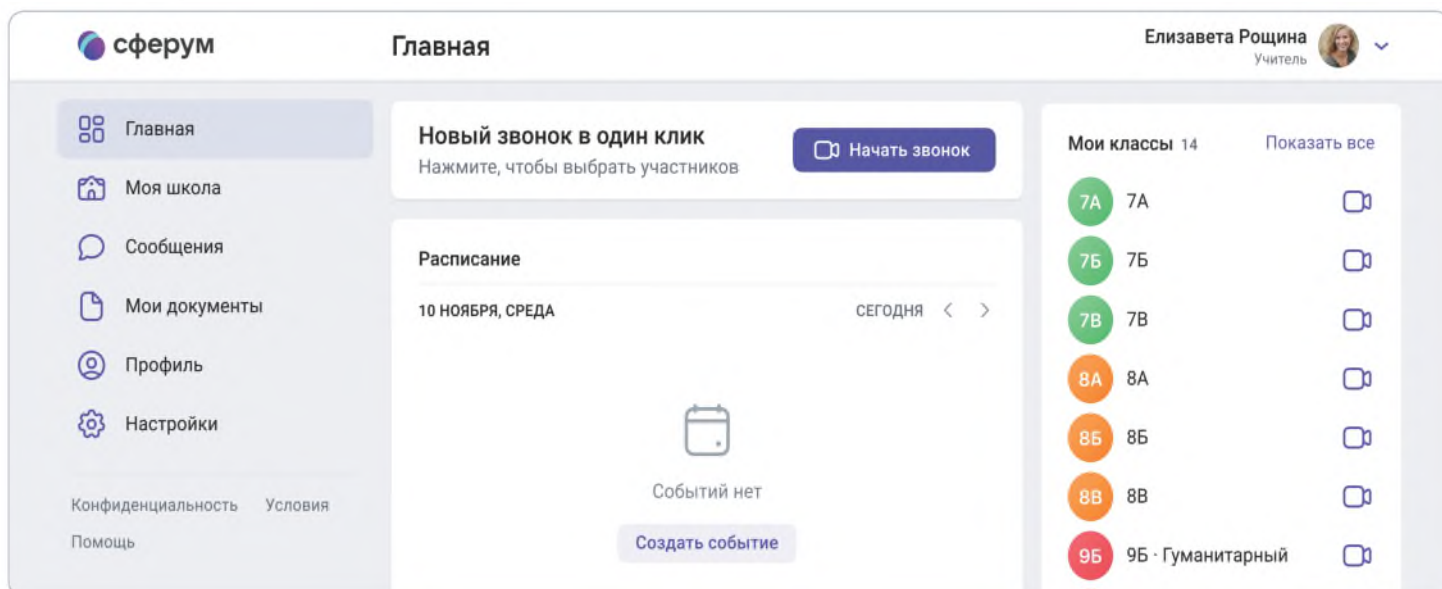 сферум
Главная
Елизавета Рощина
Учитель
Главная
Моя школа
Сообщения
Мои документы
Профиль
Настройки
Конфиденциальность Условия
Помощь
Новый звонок в один клик
Нажмите, чтобы выбрать участников
Начать звонок
Расписание
10 НОЯБРЯ, СРЕДА СЕГОДНЯ
Событий нет
Создать событие
Мои классы 14 Показать все
7А 7А
7Б 7Б
7В 7В
8А 8А
8Б 8Б
8В 8В
9Б 9Б · Гуманитарный